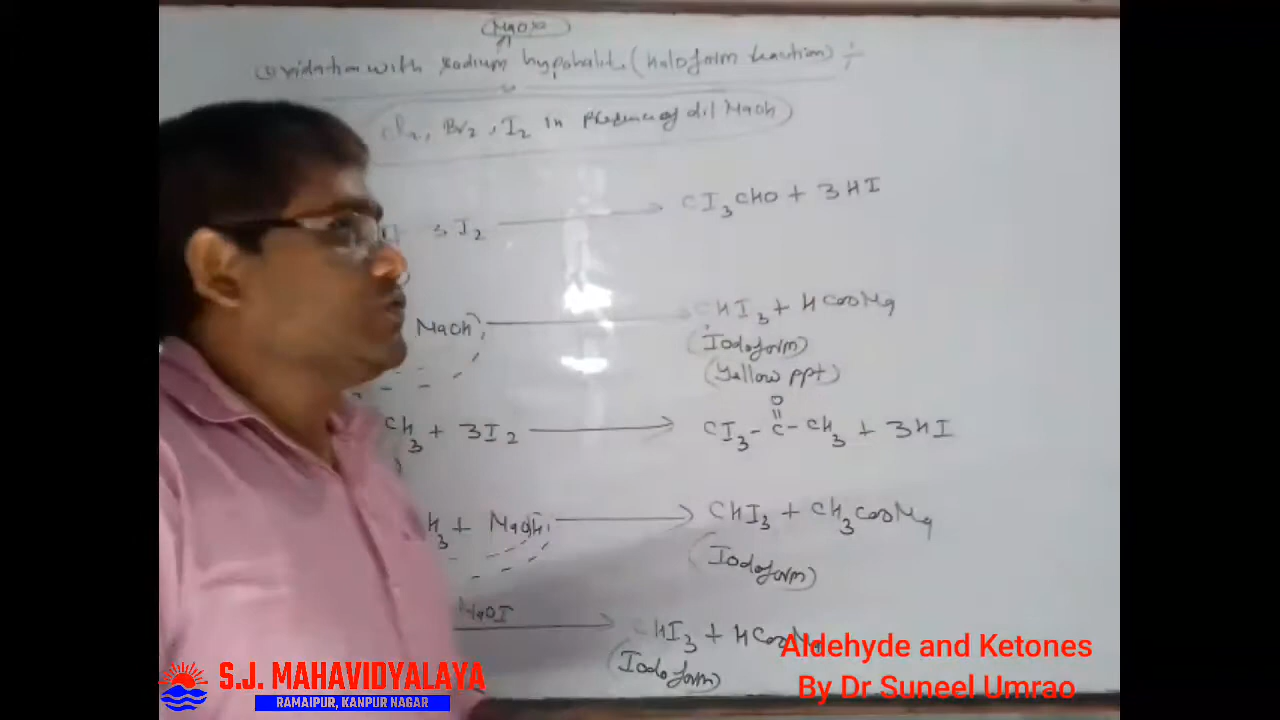 NaOX
Oxidation with sodium hypohalite (haloform reaction) :-
Cl2, Br2, I2 in presence of dil NaOH
I2 → CI3CHO + 3HI
NaOH → CHI3 + HCOONa
(Iodoform)
(Yellow ppt)
O
CH3 + 3I2 → CI3-C-CH3 + 3HI
H3 + NaOH → CHI3 + CH3COONa
(Iodoform)
NaOI → CHI3 + HCOONa
(Iodoform)
Aldehyde and Ketones
By Dr Suneel Umrao
S.J. MAHAVIDYALAYA
RAMAIPUR, KANPUR NAGAR